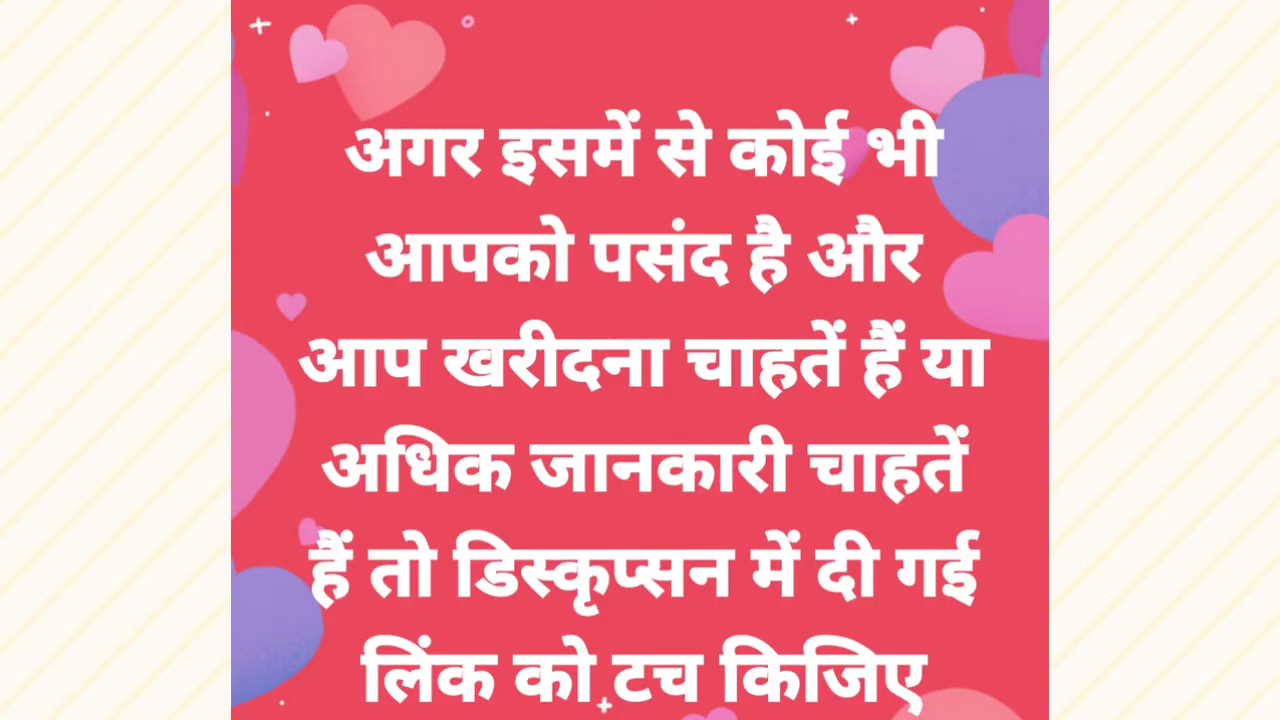 अगर इसमें से कोई भी
आपको पसंद है और
आप खरीदना चाहतें हैं या
अधिक जानकारी चाहतें
हैं तो डिस्कृप्सन में दी गई
लिंक को टच किजिए